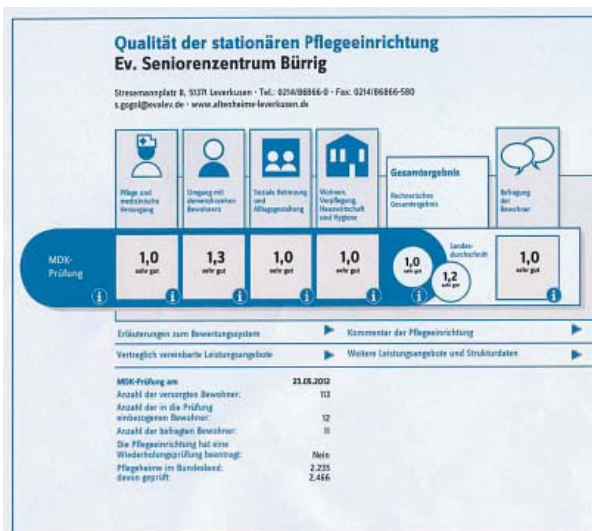 Qualität der stationären Pflegeeinrichtung
Ev. Seniorenzentrum Bürrig
Stresemannplatz 8, 51371 Leverkusen · Tel.: 0214/86866-0 · Fax: 0214/86866-580
s.gogol@evalev.de · www.altenheime-leverkusen.de
Pflege und
medizinische
Versorgung
Umgang mit
demenzkranken
Bewohnern
Soziale Betreuung
und
Alltagsgestaltung
Wohnen,
Verpflegung,
Hauswirtschaft
und Hygiene
Gesamtergebnis
Rechnerisches
Gesamtergebnis
Befragung
der
Bewohner
MDK-
Prüfung
1,0
sehr gut
1,3
sehr gut
1,0
sehr gut
1,0
sehr gut
1,0
sehr gut
Landes-
durchschnitt
1,2
sehr gut
1,0
sehr gut
Erläuterungen zum Bewertungssystem
Kommentar der Pflegeeinrichtung
Vertraglich vereinbarte Leistungsangebote
Weitere Leistungsangebote und Strukturdaten
MDK-Prüfung am 23.05.2012
Anzahl der versorgten Bewohner: 113
Anzahl der in die Prüfung
einbezogenen Bewohner: 12
Anzahl der befragten Bewohner: 11
Die Pflegeeinrichtung hat eine
Wiederholungsprüfung beantragt: Nein
Pflegeheime im Bundesland: 2.235
davon geprüft: 2.466